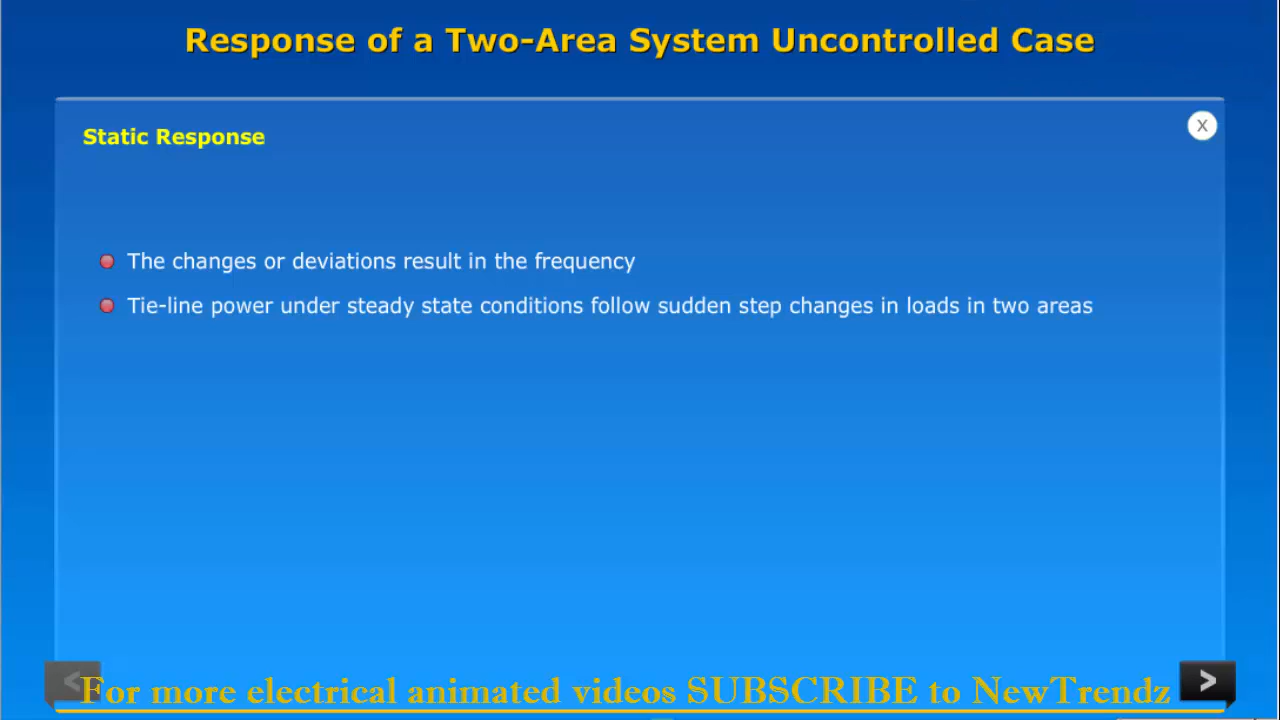 Response of a Two-Area System Uncontrolled Case
Static Response
X
The changes or deviations result in the frequency
Tie-line power under steady state conditions follow sudden step changes in loads in two areas
< For more electrical animated videos SUBSCRIBE to NewTrendz >